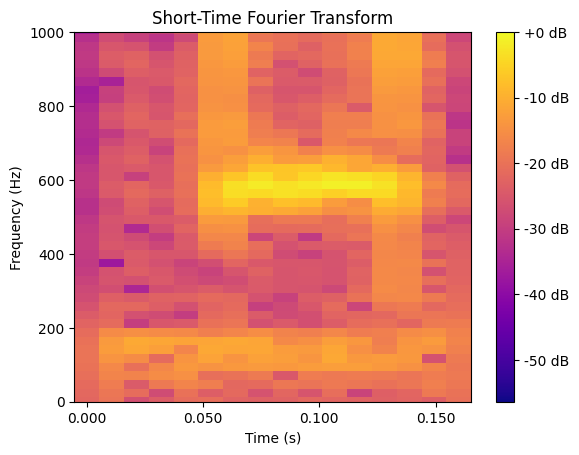 Short-Time Fourier Transform
1000
800
600
400
200
0
Frequency (Hz)
0.000
0.050
0.100
0.150
Time (s)
+0 dB
-10 dB
-20 dB
-30 dB
-40 dB
-50 dB